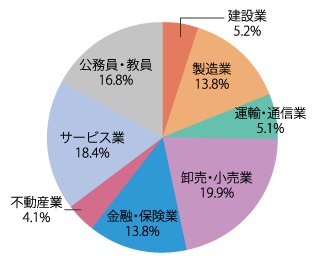 建設業
5.2%
製造業
13.8%
運輸・通信業
5.1%
卸売・小売業
19.9%
金融・保険業
13.8%
不動産業
4.1%
サービス業
18.4%
公務員・教員
16.8%